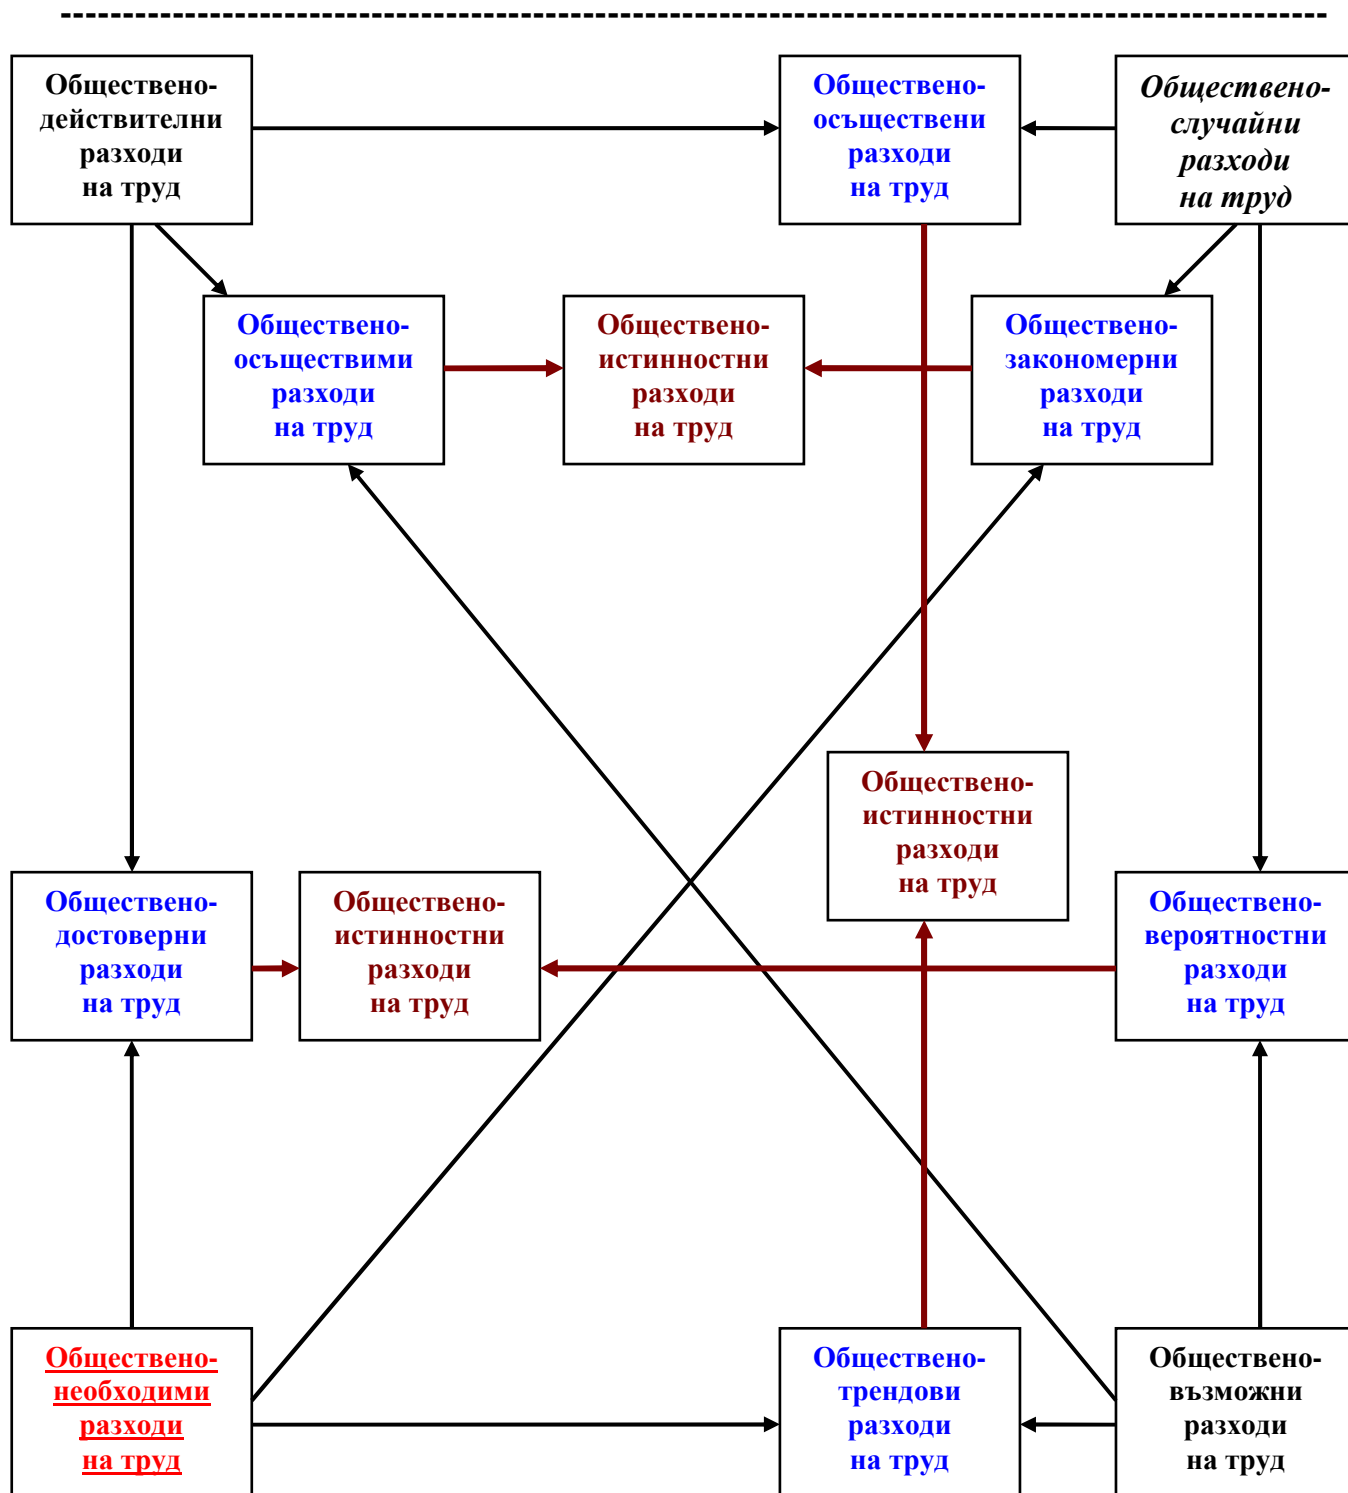 Обществено-
действителни
разходи
на труд
Обществено-
осъществени
разходи
на труд
Обществено-
случайни
разходи
на труд
Обществено-
осъществими
разходи
на труд
Обществено-
истинностни
разходи
на труд
Обществено-
закономерни
разходи
на труд
Обществено-
истинностни
разходи
на труд
Обществено-
достоверни
разходи
на труд
Обществено-
истинностни
разходи
на труд
Обществено-
вероятностни
разходи
на труд
Обществено-
необходими
разходи
на труд
Обществено-
трендови
разходи
на труд
Обществено-
възможни
разходи
на труд